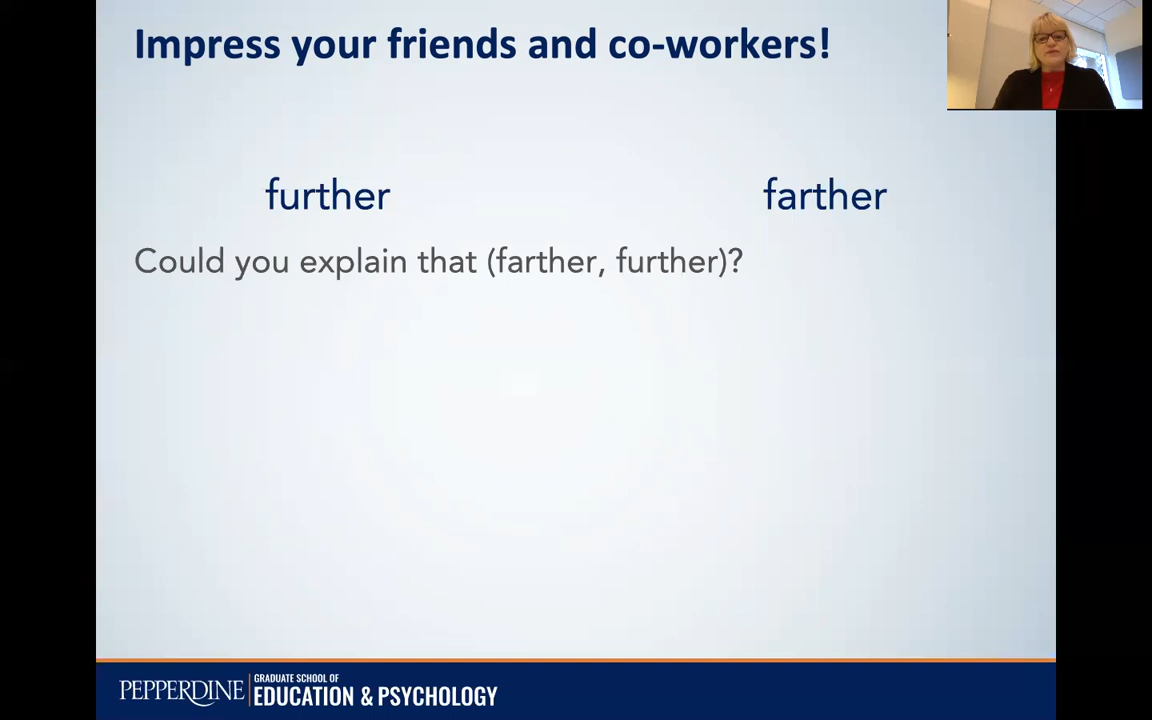 Impress your friends and co-workers!
further farther
Could you explain that (farther, further)?
PEPPERDINE GRADUATE SCHOOL OF
EDUCATION & PSYCHOLOGY